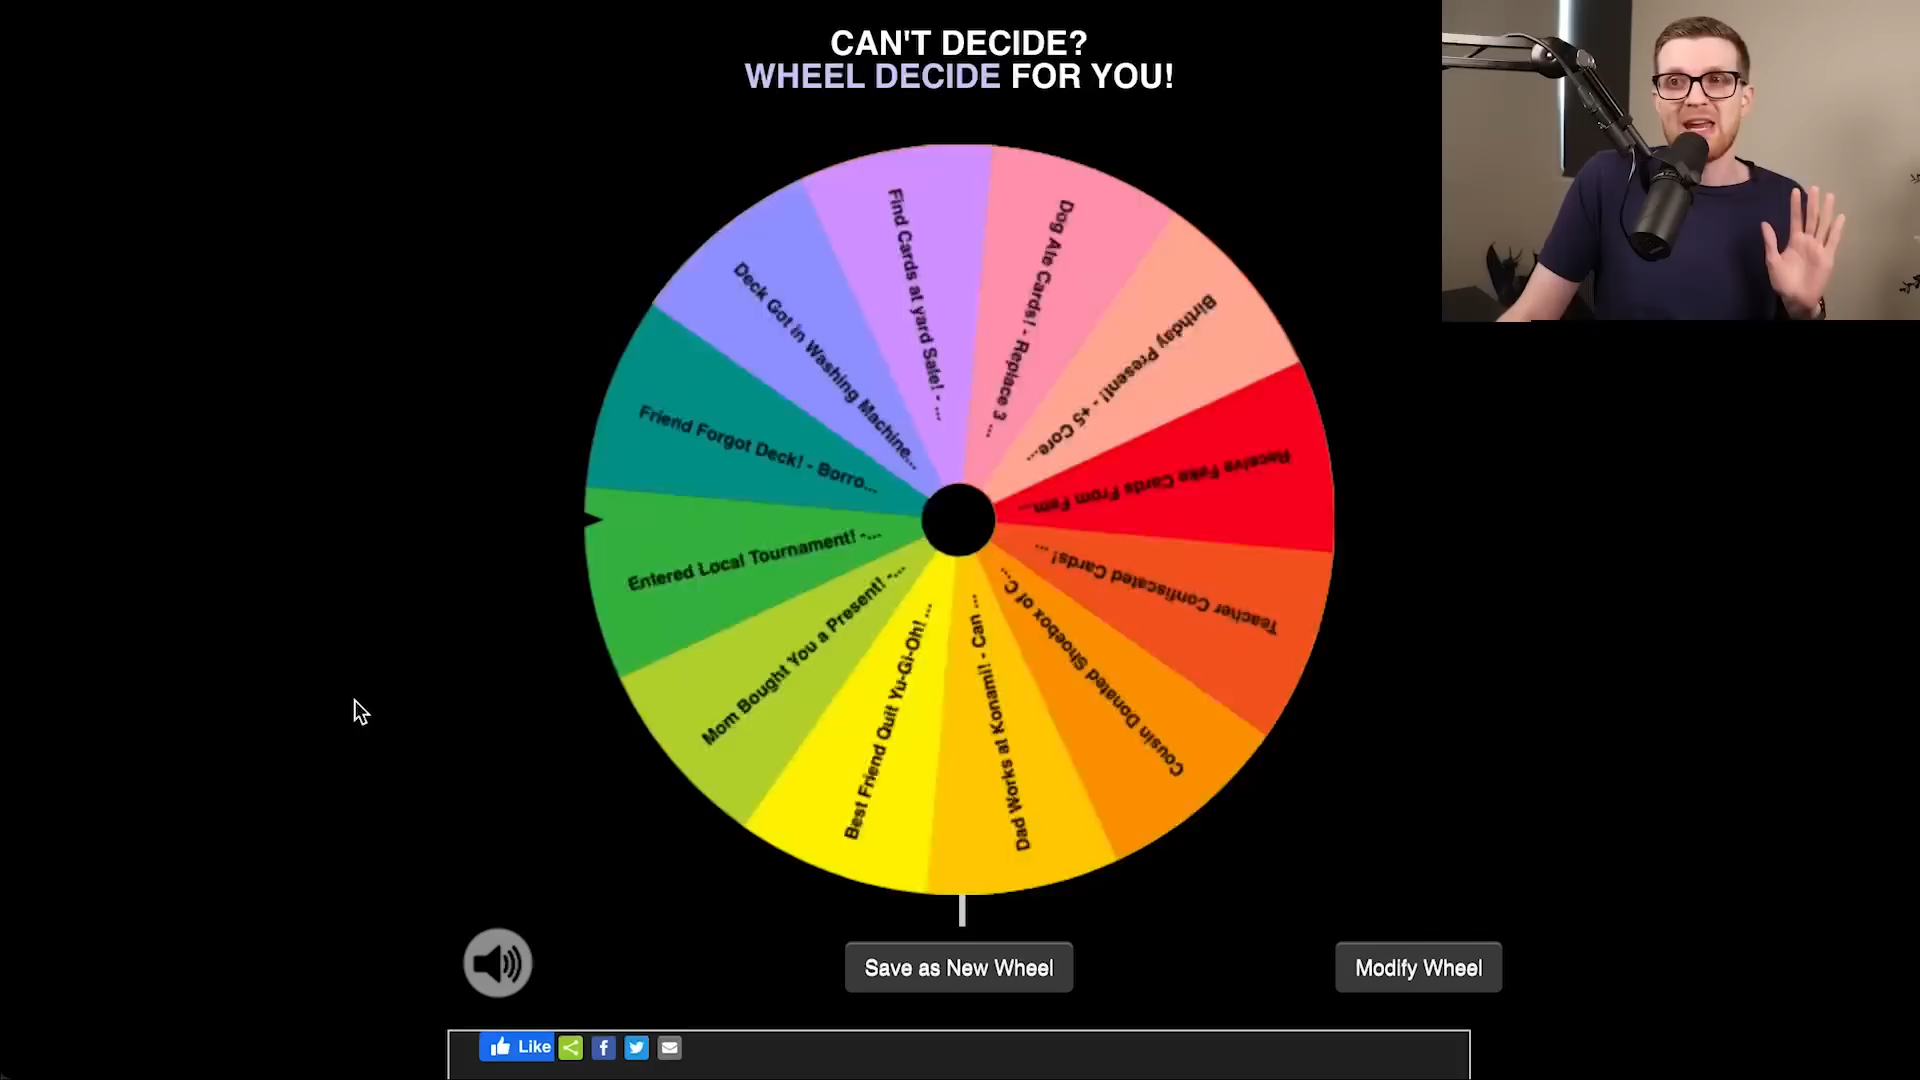 CAN'T DECIDE?
WHEEL DECIDE FOR YOU!
Find Cards at yard Sale! - ...
Dog Ate Cards! - Replace 3 ...
Birthday Present!! - +5 Core...
Receive Fake Cards From Fam...
Teacher Confiscated Cards! ...
Cousin Donated Shoebox of C...
Dad Works at Konami! - Can ...
Best Friend Quit Yu-Gi-Oh! ...
Mom Bought You a Present! -...
Entered Local Tournament! -...
Friend Forgot Deck! - Borro...
Deck Got in Washing Machine...
Save as New Wheel
Modify Wheel
Like